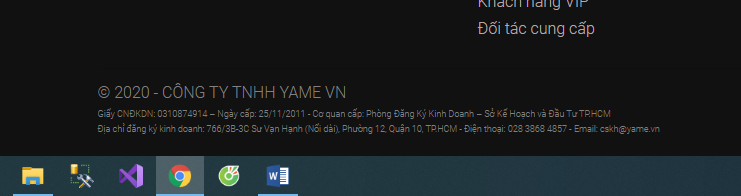 Khách hàng VIP
Đối tác cung cấp
© 2020 - CÔNG TY TNHH YAME VN
Giấy CNĐKDN: 0310874914 – Ngày cấp: 25/11/2011 - Cơ quan cấp: Phòng Đăng Ký Kinh Doanh – Sở Kế Hoạch và Đầu Tư TP.HCM
Địa chỉ đăng ký kinh doanh: 766/3B-3C Sư Vạn Hạnh (Nối dài), Phường 12, Quận 10, TP.HCM - Điện thoại: 028 3868 4857 - Email: cskh@yame.vn